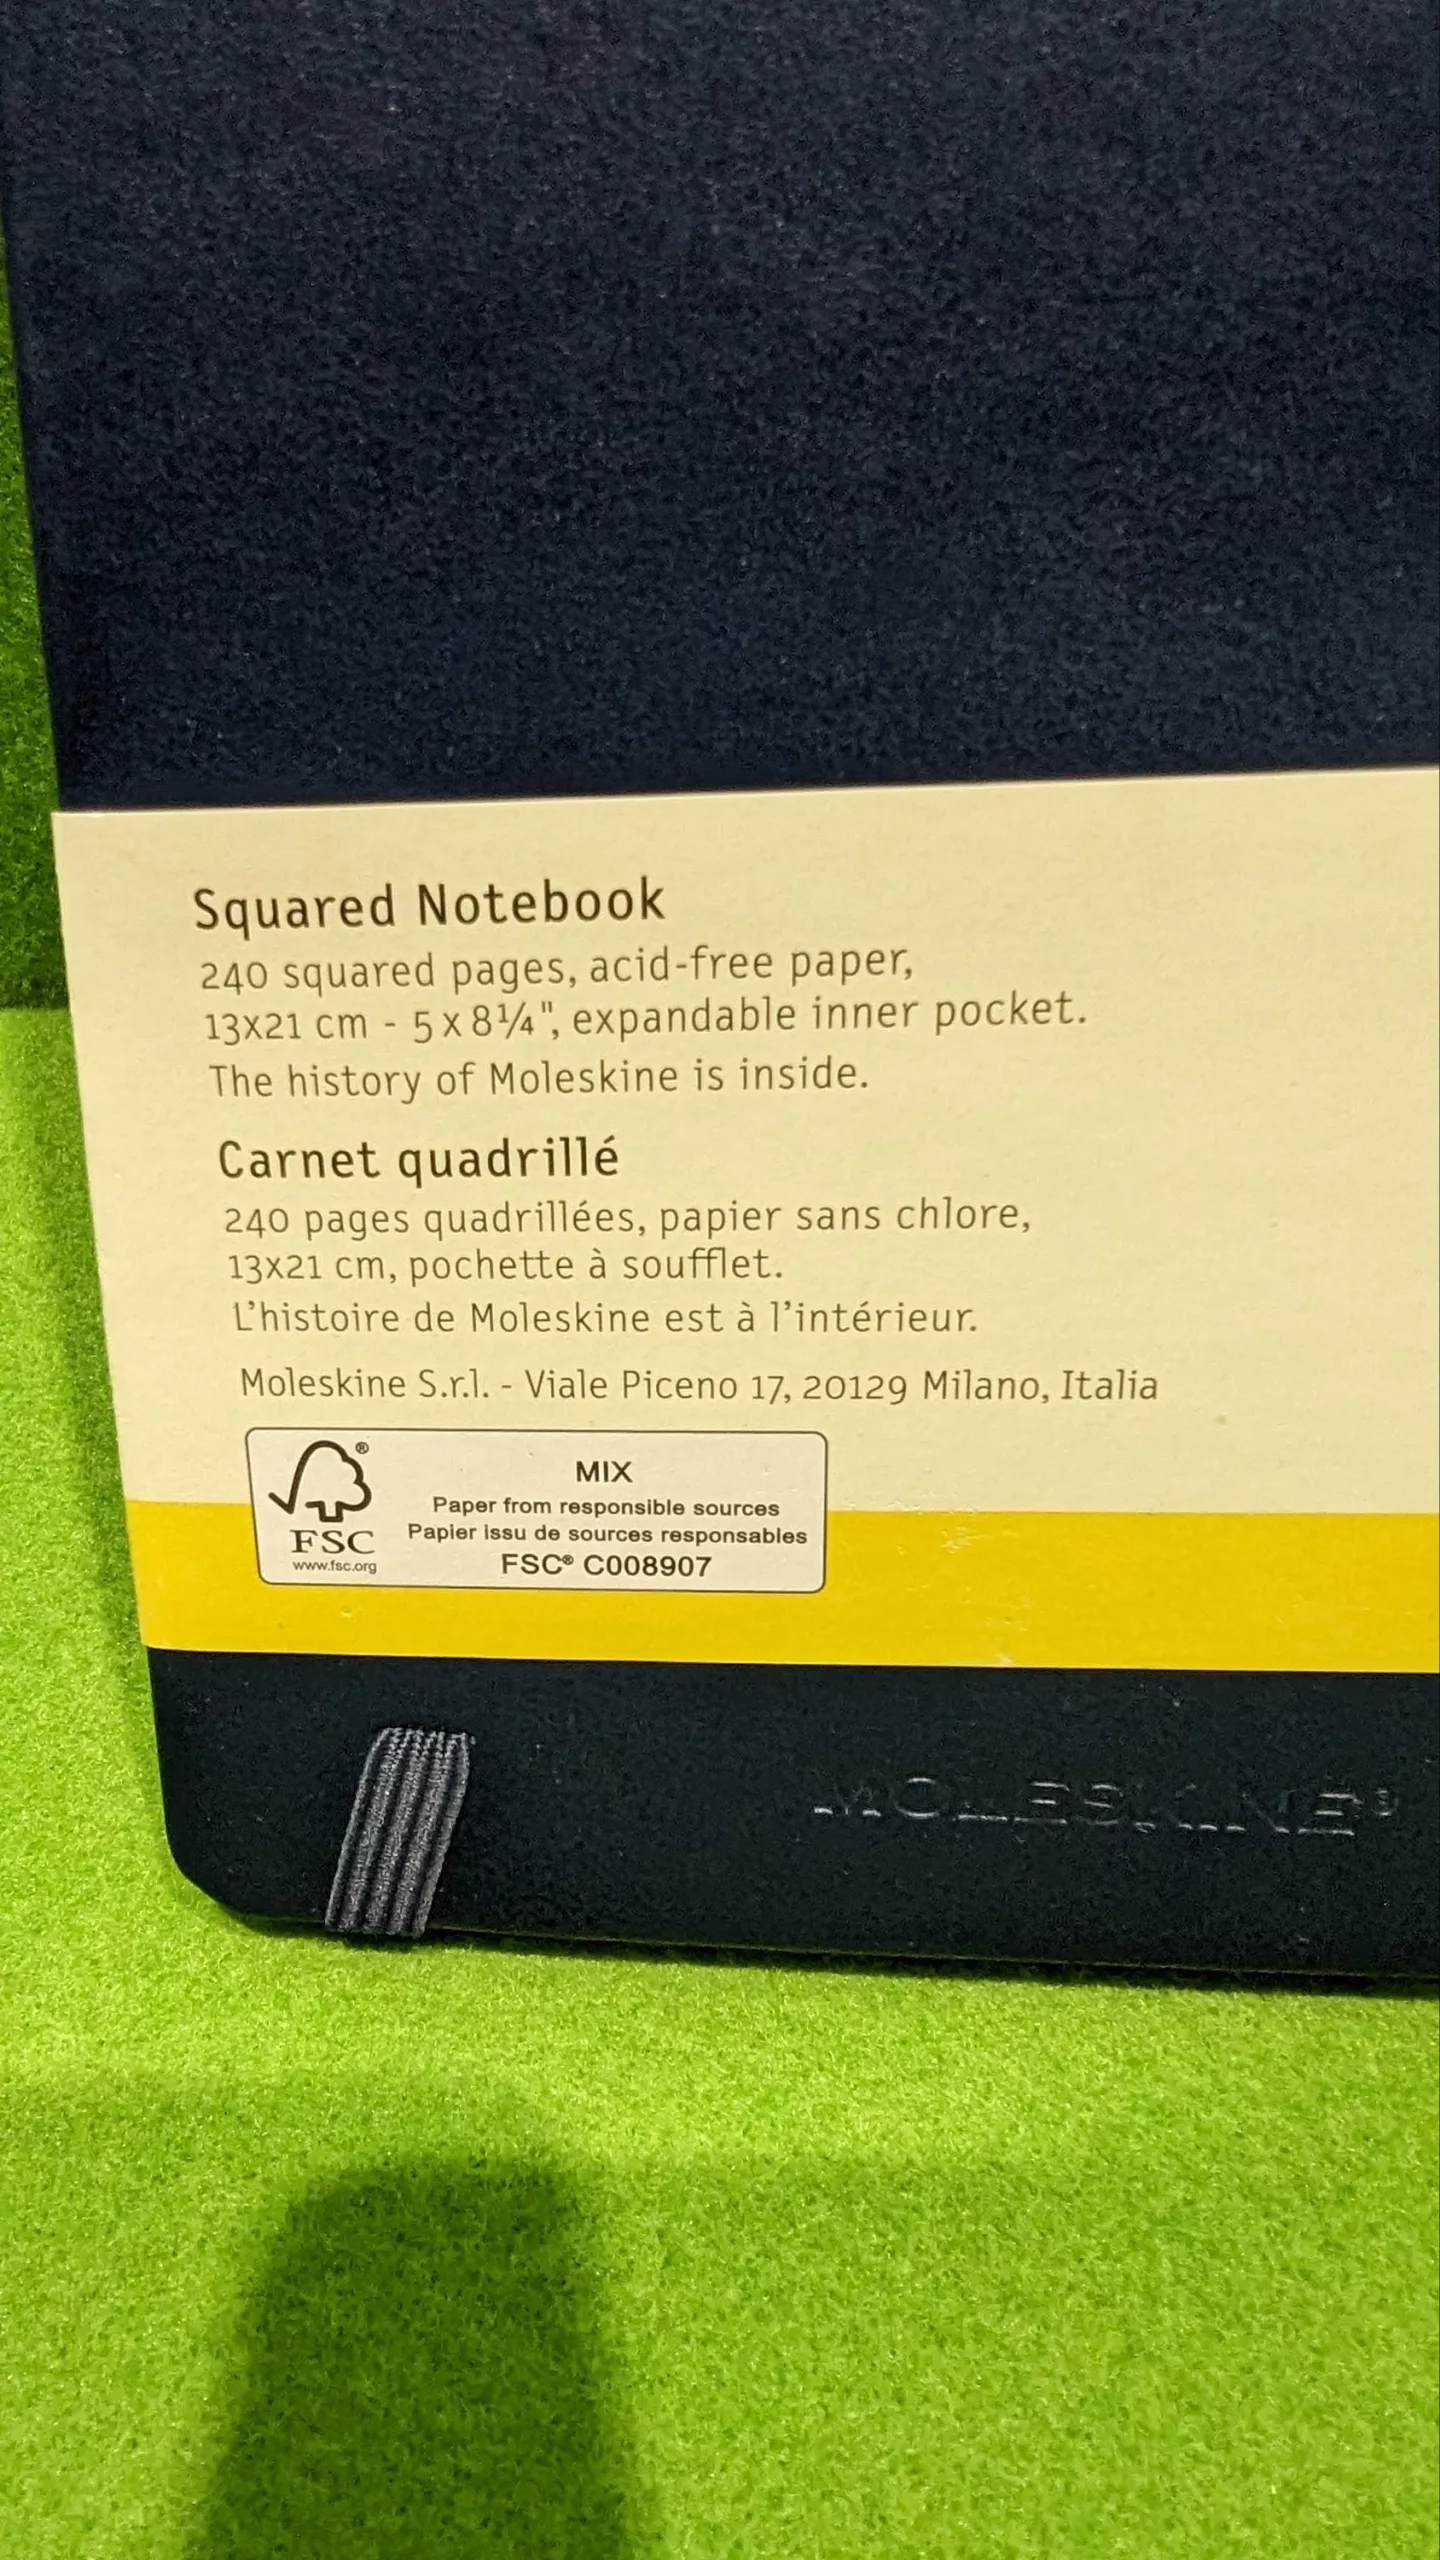 Squared Notebook
240 squared pages, acid-free paper,
13x21 cm - 5 x 8¼", expandable inner pocket.
The history of Moleskine is inside.
Carnet quadrillé
240 pages quadrillées, papier sans chlore,
13x21 cm, pochette à soufflet.
L'histoire de Moleskine est à l'intérieur.
Moleskine S.r.l. - Viale Piceno 17, 20129 Milano, Italia
®
FSC
www.fsc.org
MIX
Paper from responsible sources
Papier issu de sources responsables
FSC® C008907
MOLESKINE®